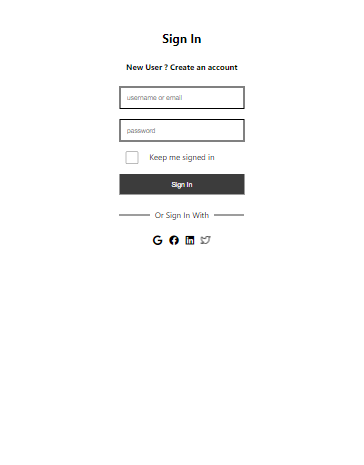 Sign In
New User ? Create an account
username or email
password
Keep me signed in
Sign In
Or Sign In With